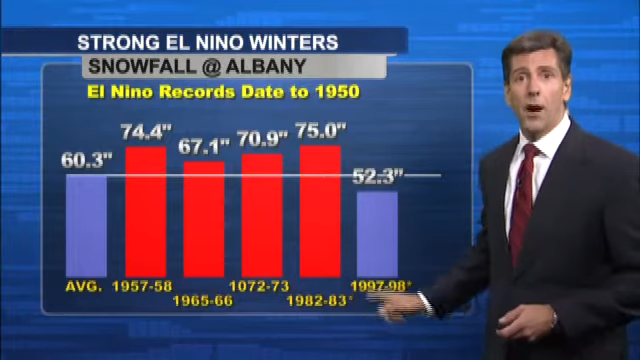 STRONG EL NINO WINTERS
SNOWFALL @ ALBANY
El Nino Records Date to 1950
60.3"
74.4"
67.1"
70.9"
75.0"
52.3"
AVG.
1957-58
1965-66
1072-73
1982-83*
1997-98*